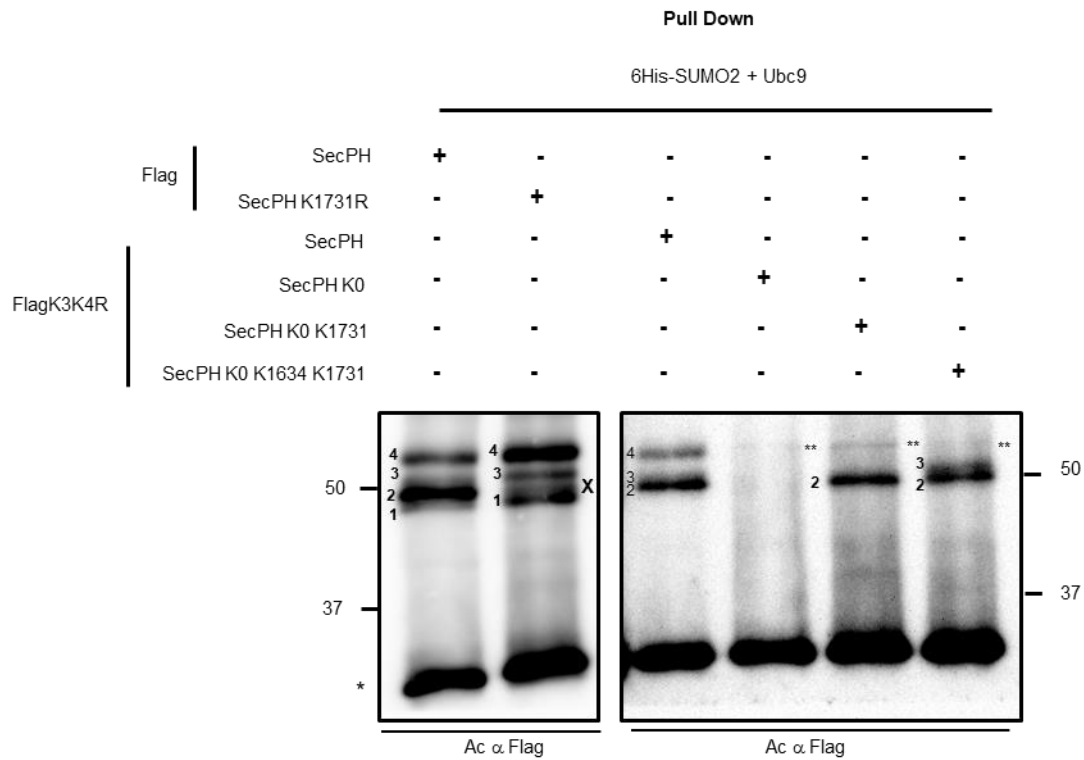 Pull Down
6His-SUMO2 + Ubc9
SecPH + - - - - -
Flag
SecPH K1731R - + - - - -
SecPH - - + - - -
SecPH K0 - - - + - -
FlagK3K4R
SecPH K0 K1731 - - - - + -
SecPH K0 K1634 K1731 - - - - - +
4 4 4 ** ** **
3 3 3 3
50 2 X 2 2 2 50
1 1
37 37
*
Ac α Flag Ac α Flag